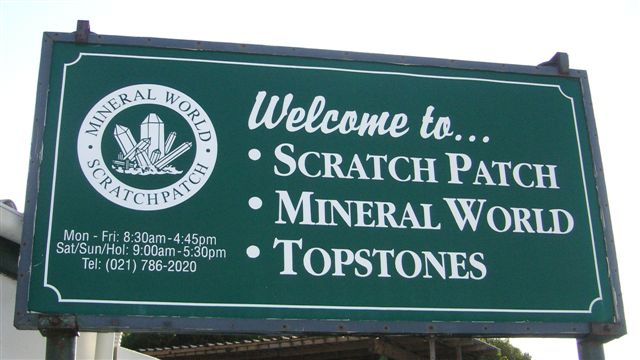 MINERAL WORLD
SCRATCHPATCH
Mon - Fri: 8:30am-4:45pm
Sat/Sun/Hol: 9:00am-5:30pm
Tel: (021) 786-2020
Welcome to...
• SCRATCH PATCH
• MINERAL WORLD
• TOPSTONES